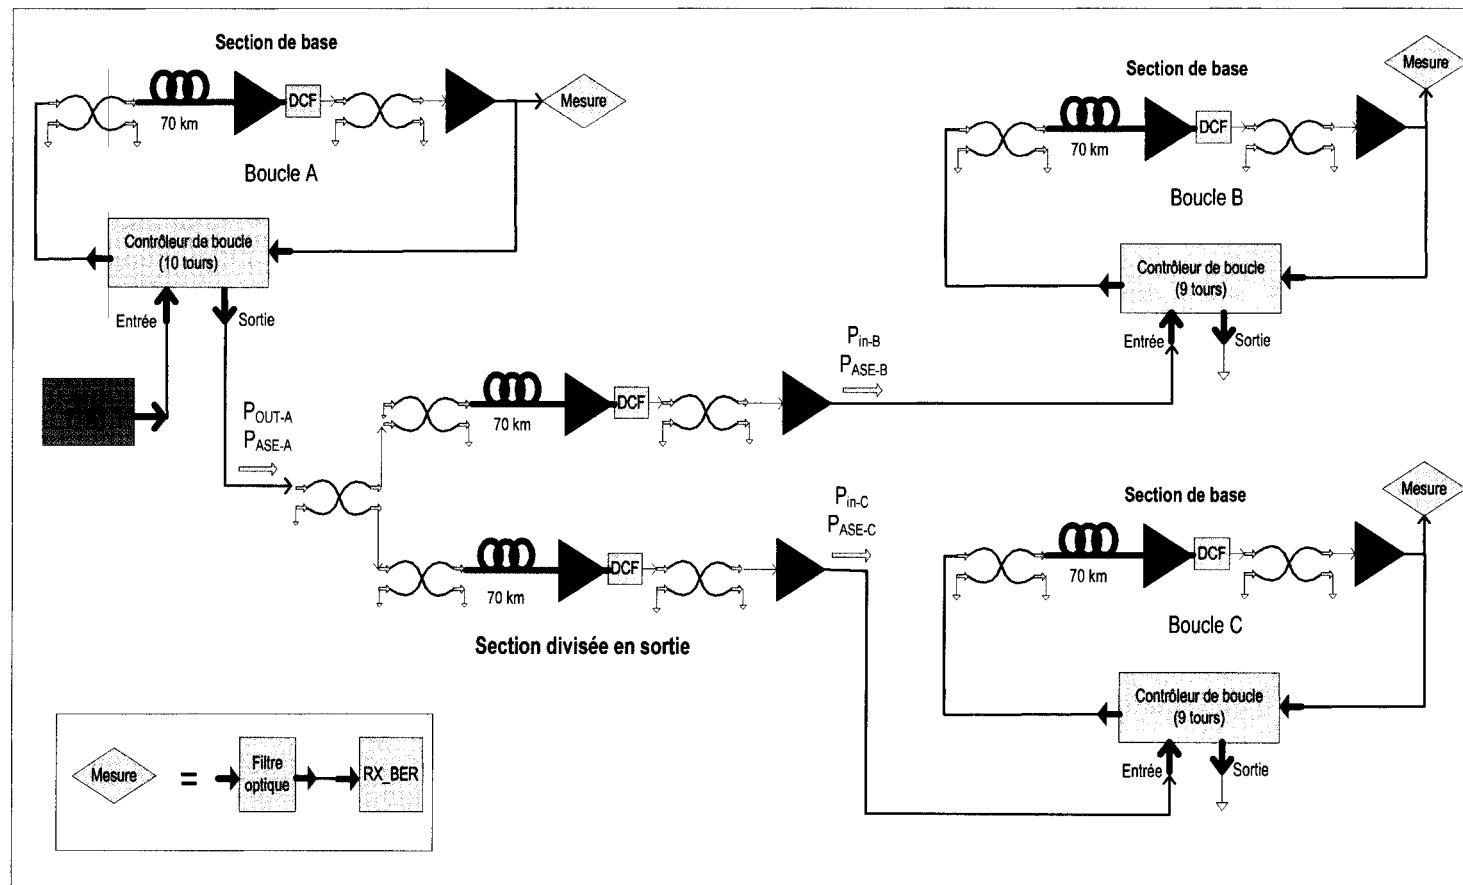 Section de base
DCF
70 km
Mesure
Boucle A
Contrôleur de boucle
(10 tours)
Entrée
Sortie
P_OUT-A
P_ASE-A
Section de base
DCF
70 km
Mesure
Boucle B
Contrôleur de boucle
(9 tours)
Entrée
Sortie
P_in-B
P_ASE-B
DCF
70 km
DCF
70 km
P_in-C
P_ASE-C
Section divisée en sortie
Section de base
DCF
70 km
Mesure
Boucle C
Contrôleur de boucle
(9 tours)
Entrée
Sortie
Mesure
=
Filtre
optique
RX_BER